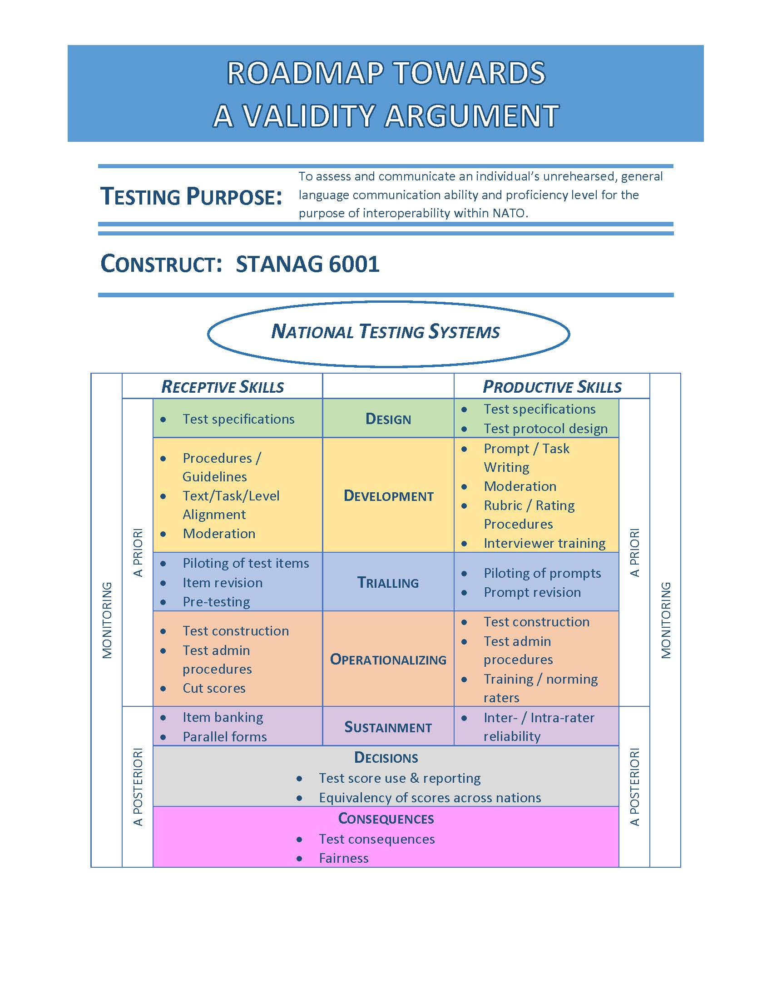 ROADMAP TOWARDS
A VALIDITY ARGUMENT
TESTING PURPOSE:
To assess and communicate an individual's unrehearsed, general
language communication ability and proficiency level for the
purpose of interoperability within NATO.
CONSTRUCT: STANAG 6001
NATIONAL TESTING SYSTEMS
MONITORING
RECEPTIVE SKILLS
PRODUCTIVE SKILLS
MONITORING
A PRIORI
• Test specifications
DESIGN
• Test specifications
• Test protocol design
A PRIORI
• Procedures /
Guidelines
• Text/Task/Level
Alignment
• Moderation
DEVELOPMENT
• Prompt / Task
Writing
• Moderation
• Rubric / Rating
Procedures
• Interviewer training
• Piloting of test items
• Item revision
• Pre-testing
TRIALLING
• Piloting of prompts
• Prompt revision
• Test construction
• Test admin
procedures
• Cut scores
OPERATIONALIZING
• Test construction
• Test admin
procedures
• Training / norming
raters
A POSTERIORI
• Item banking
• Parallel forms
SUSTAINMENT
• Inter- / Intra-rater
reliability
A POSTERIORI
DECISIONS
• Test score use & reporting
• Equivalency of scores across nations
CONSEQUENCES
• Test consequences
• Fairness